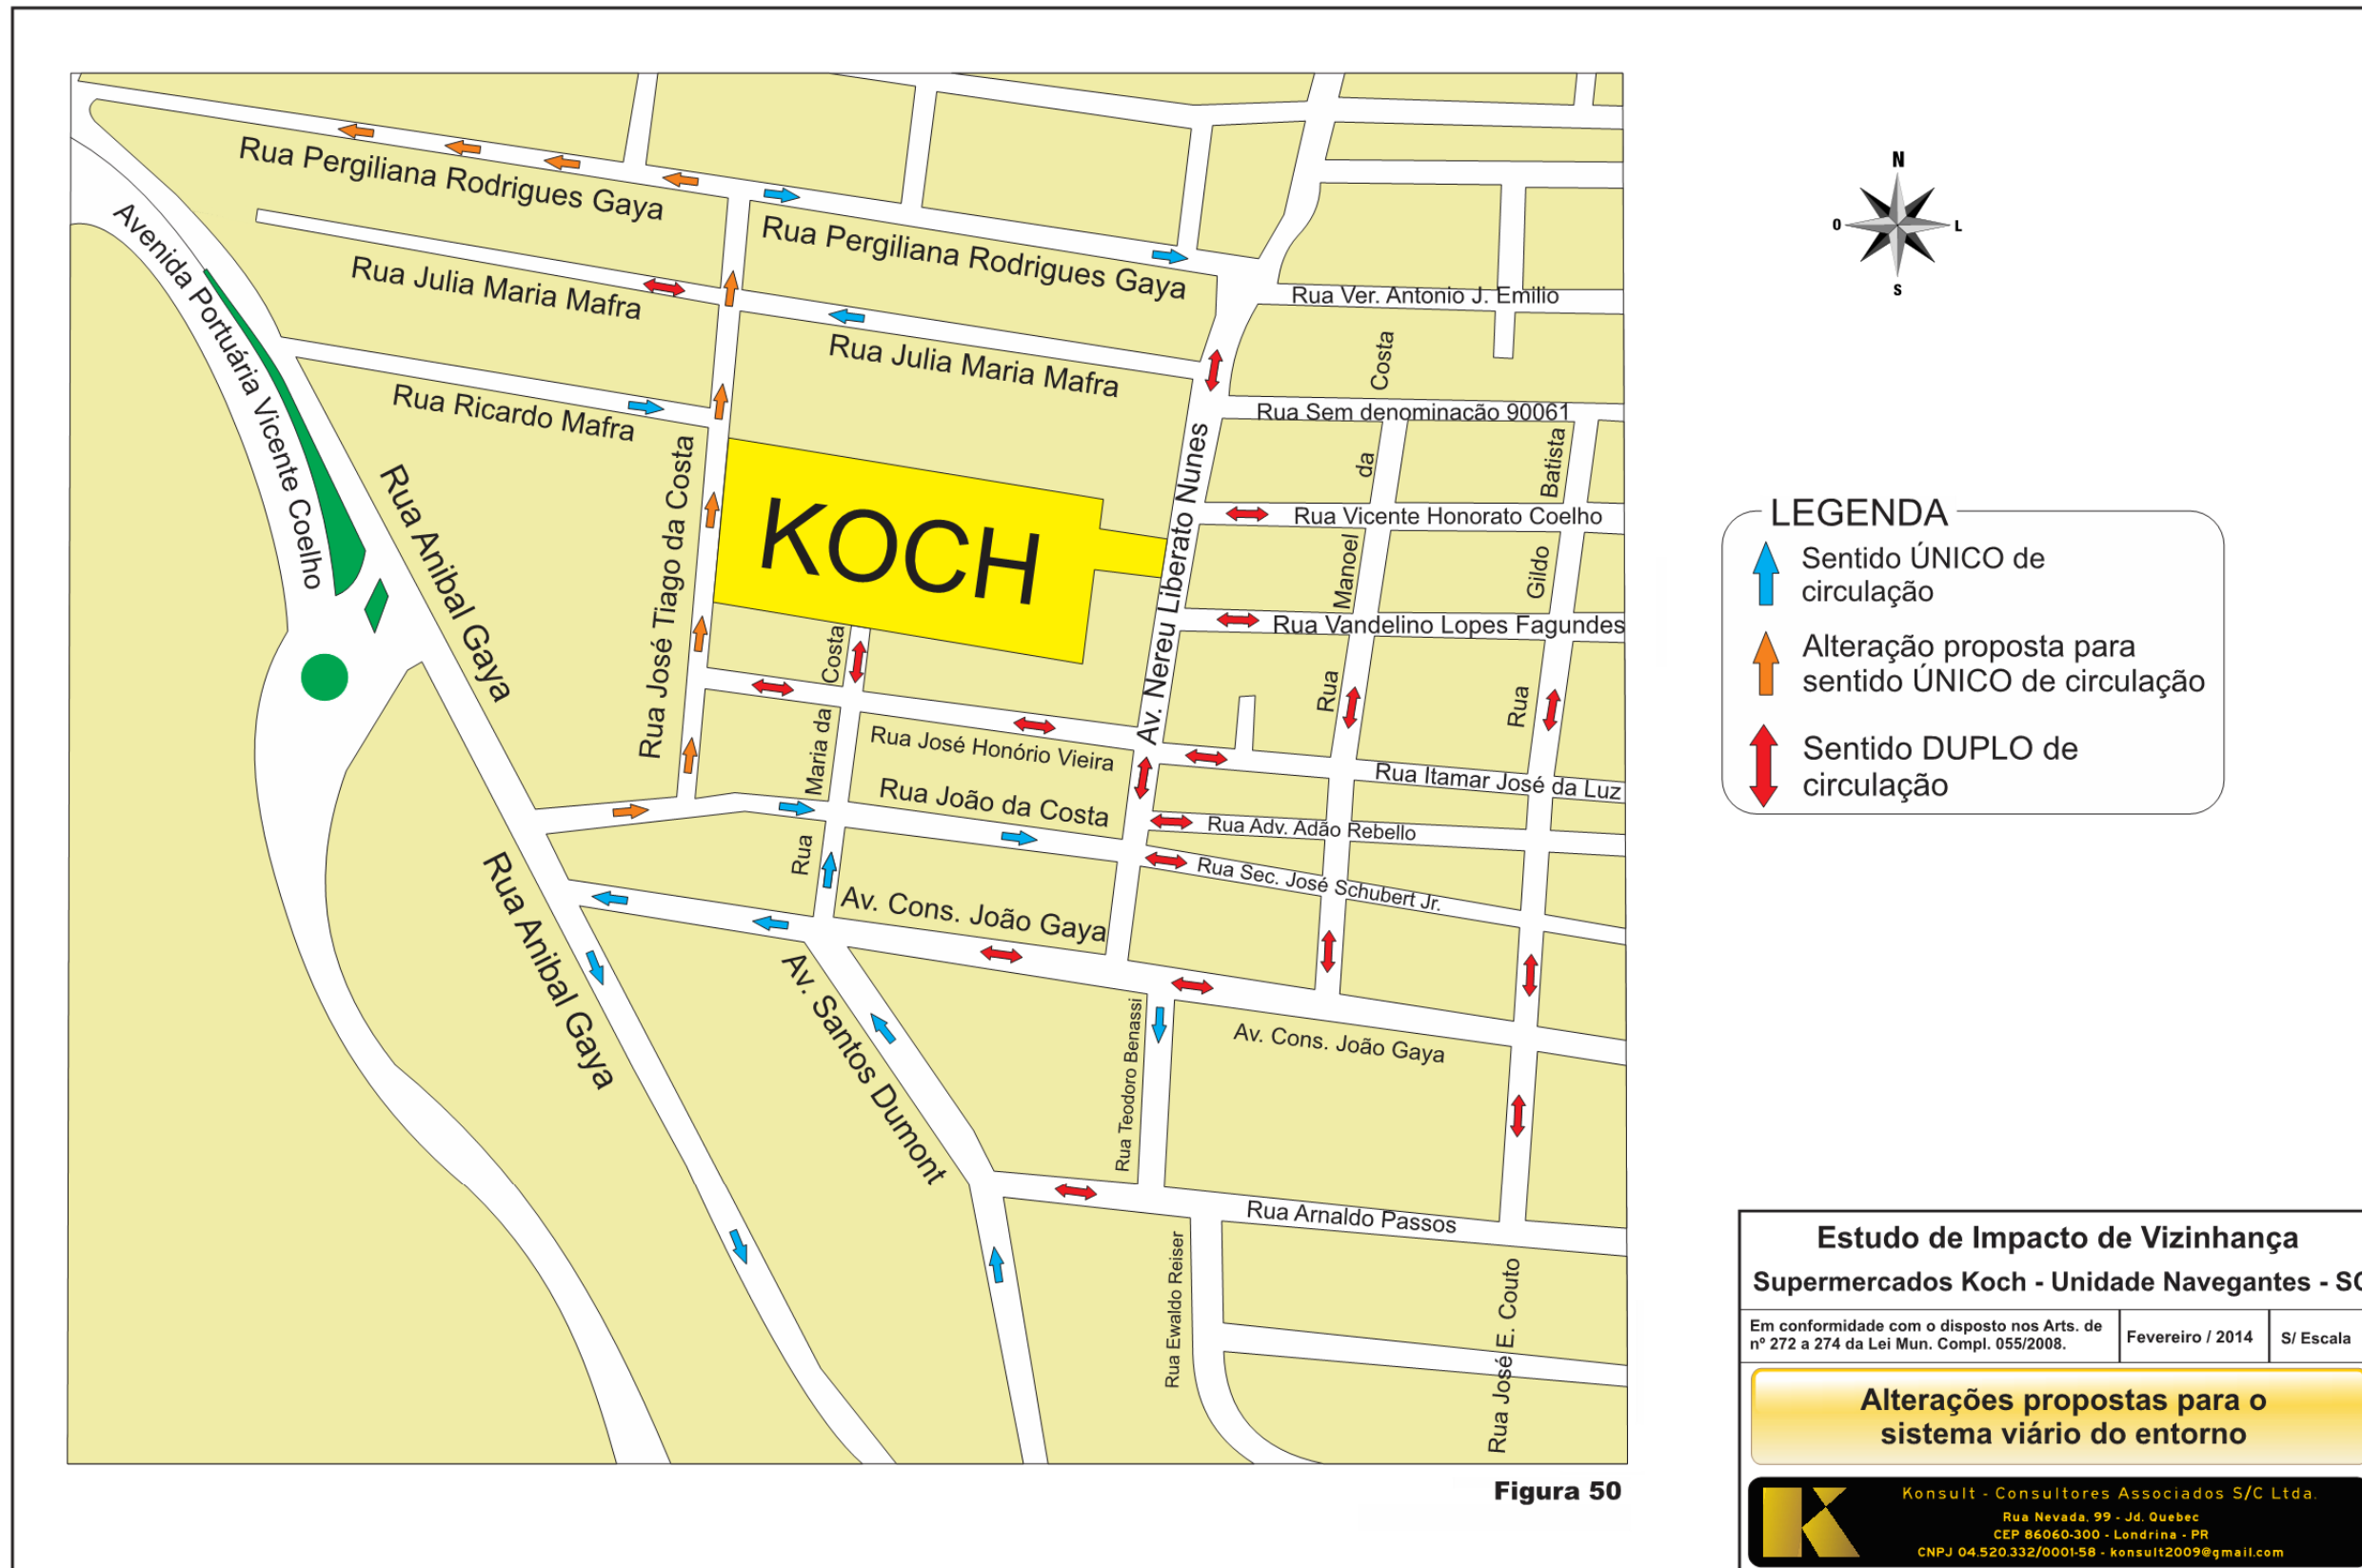 Rua Pergiliana Rodrigues Gaya
Rua Pergiliana Rodrigues Gaya
Avenida Portuária Vicente Coelho
Rua Julia Maria Mafra
Rua Julia Maria Mafra
Rua Ricardo Mafra
Rua Anibal Gaya
Rua José Tiago da Costa
KOCH
Av. Nereu Liberato Nunes
Rua Ver. Antonio J. Emilio
Rua Sem denominacão 90061
Rua Vicente Honorato Coelho
Rua Vandelino Lopes Fagundes
Rua Manoel da Costa
Rua Gildo Batista
Rua Maria da Costa
Rua José Honório Vieira
Rua João da Costa
Rua Itamar José da Luz
Rua Adv. Adão Rebello
Rua Sec. José Schubert Jr.
Av. Cons. João Gaya
Rua Anibal Gaya
Av. Santos Dumont
Rua Teodoro Benassi
Av. Cons. João Gaya
Rua Arnaldo Passos
Rua Ewaldo Reiser
Rua José E. Couto
Figura 50
N
O
L
S
LEGENDA
Sentido ÚNICO de
circulação
Alteração proposta para
sentido ÚNICO de circulação
Sentido DUPLO de
circulação
Estudo de Impacto de Vizinhança
Supermercados Koch - Unidade Navegantes - SC
Em conformidade com o disposto nos Arts. de
nº 272 a 274 da Lei Mun. Compl. 055/2008.
Fevereiro / 2014
S/ Escala
Alterações propostas para o
sistema viário do entorno
K
Konsult - Consultores Associados S/C Ltda.
Rua Nevada, 99 - Jd. Quebec
CEP 86060-300 - Londrina - PR
CNPJ 04.520.332/0001-58 - konsult2009@gmail.com